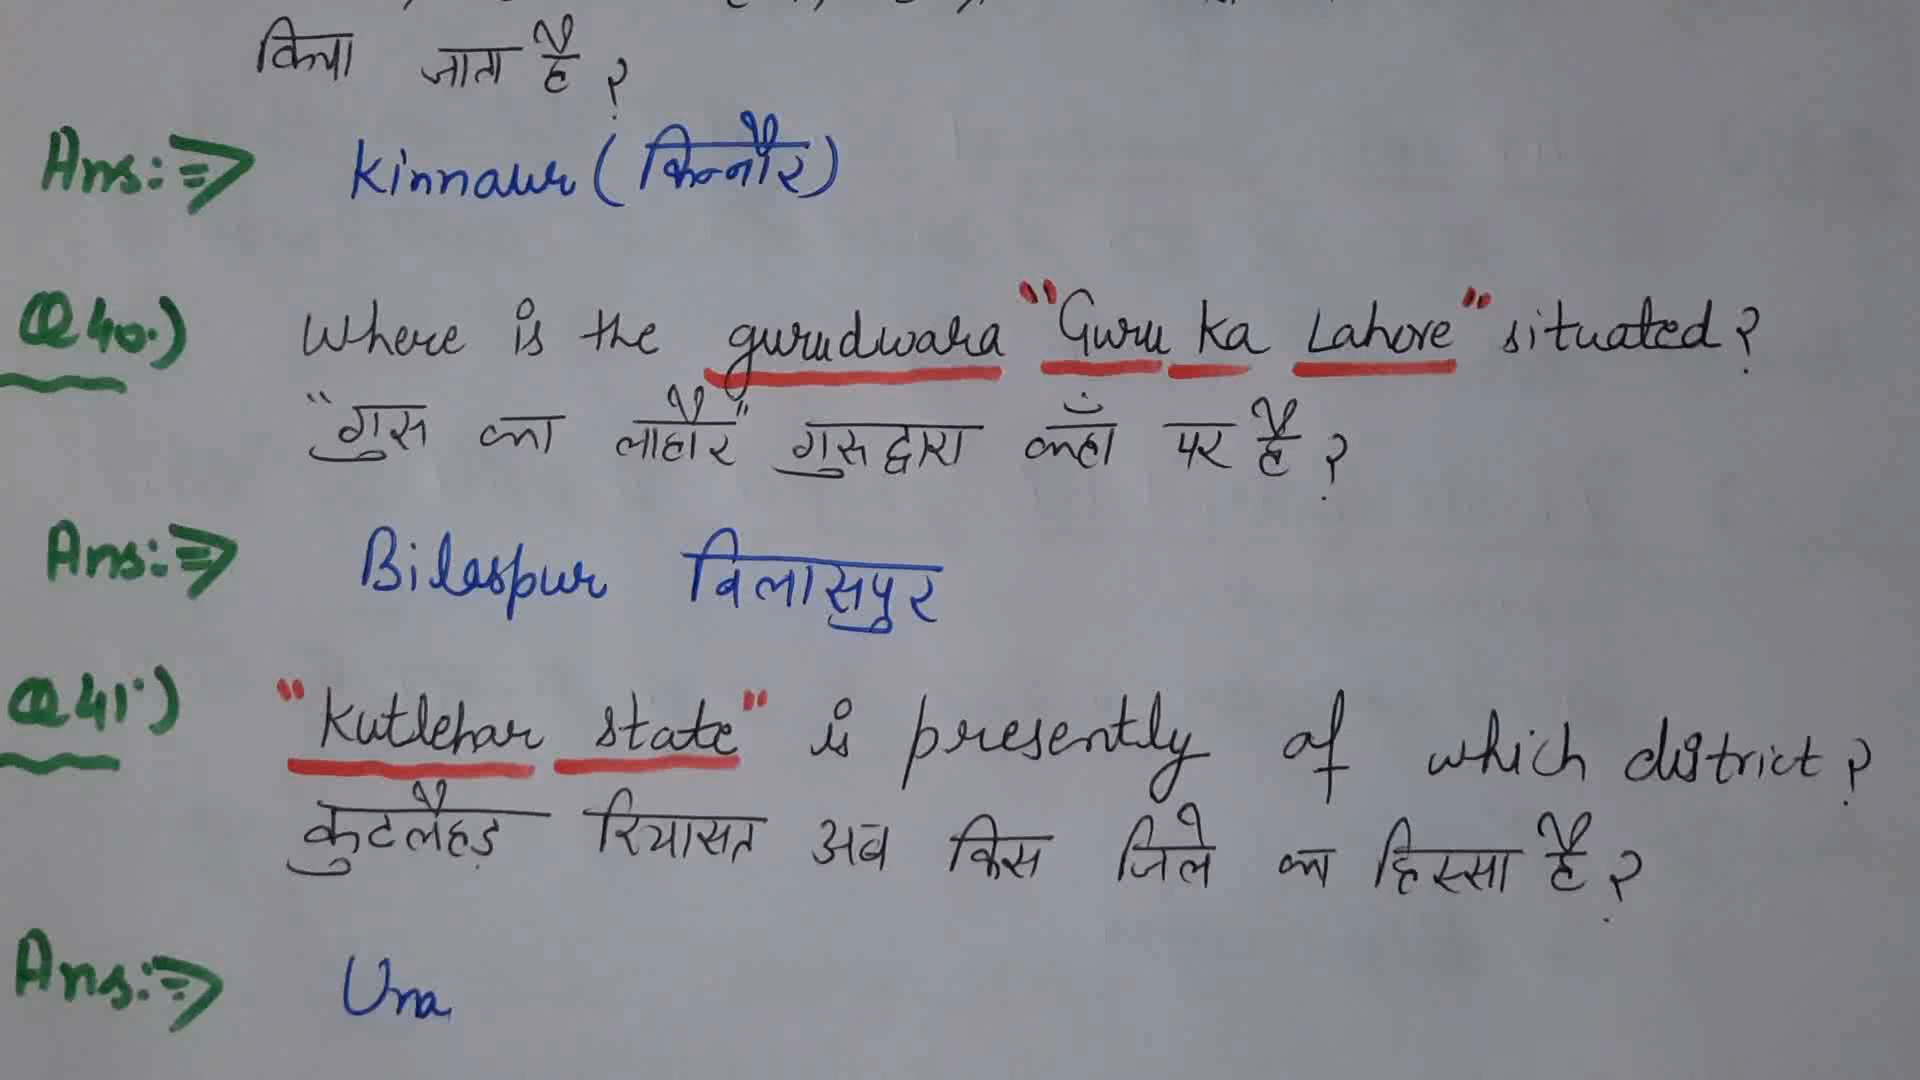 किया जाता है ?
Ans:⇒ Kinnaur (किन्नौर)
Q40.) Where is the gurudwara "Guru Ka Lahore" situated ?
"गुरु का लाहौर" गुरुद्वारा कहाँ पर है ?
Ans:⇒ Bilaspur बिलासपुर
Q41.) "Kutlehar state" is presently of which district ?
कुटलैहड़ रियासत अब किस जिले का हिस्सा है ?
Ans:⇒ Una